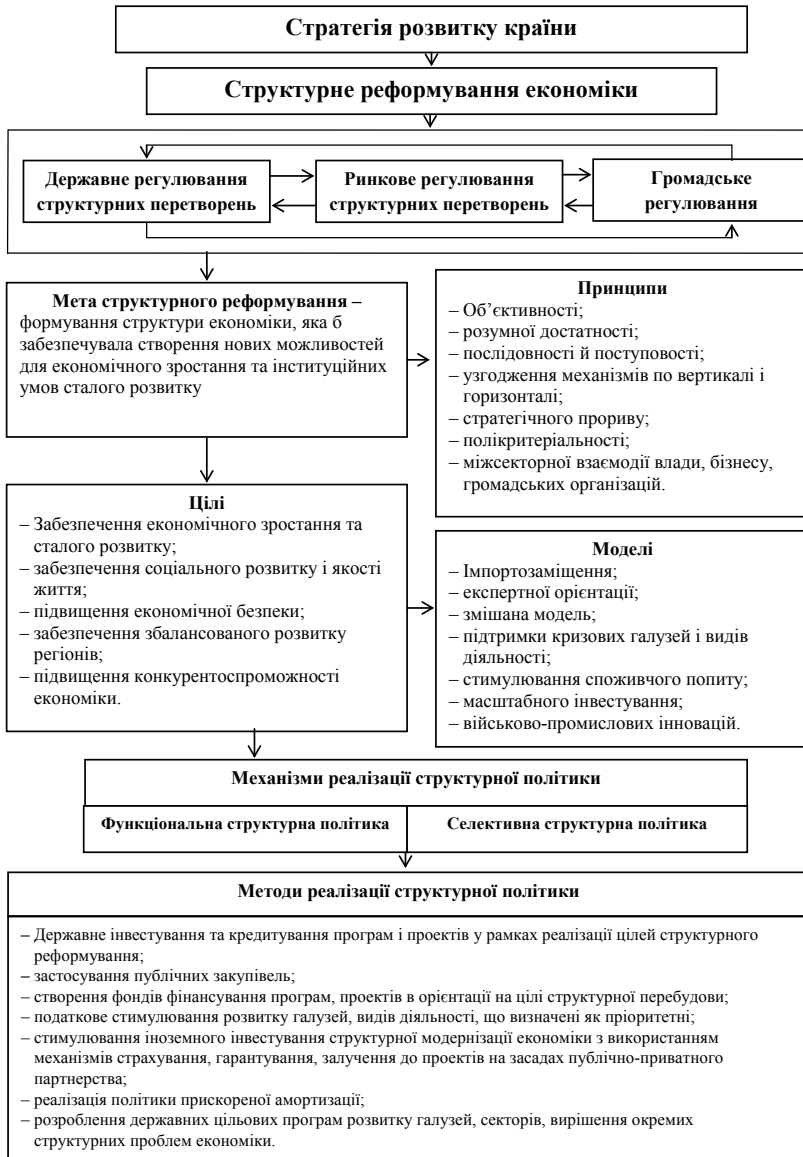 Стратегія розвитку країни
Структурне реформування економіки
Державне регулювання
структурних перетворень
Ринкове регулювання
структурних перетворень
Громадське
регулювання
Мета структурного реформування –
формування структури економіки, яка б
забезпечувала створення нових можливостей
для економічного зростання та інституційних
умов сталого розвитку
Принципи
– Об’єктивності;
– розумної достатності;
– послідовності й поступовості;
– узгодження механізмів по вертикалі і
горизонталі;
– стратегічного прориву;
– полікритеріальності;
– міжсекторної взаємодії влади, бізнесу,
громадських організацій.
Цілі
– Забезпечення економічного зростання та
сталого розвитку;
– забезпечення соціального розвитку і якості
життя;
– підвищення економічної безпеки;
– забезпечення збалансованого розвитку
регіонів;
– підвищення конкурентоспроможності
економіки.
Моделі
– Імпортозаміщення;
– експертної орієнтації;
– змішана модель;
– підтримки кризових галузей і видів
діяльності;
– стимулювання споживчого попиту;
– масштабного інвестування;
– військово-промислових інновацій.
Механізми реалізації структурної політики
Функціональна структурна політика
Селективна структурна політика
Методи реалізації структурної політики
– Державне інвестування та кредитування програм і проектів у рамках реалізації цілей структурного
реформування;
– застосування публічних закупівель;
– створення фондів фінансування програм, проектів в орієнтації на цілі структурної перебудови;
– податкове стимулювання розвитку галузей, видів діяльності, що визначені як пріоритетні;
– стимулювання іноземного інвестування структурної модернізації економіки з використанням
механізмів страхування, гарантування, залучення до проектів на засадах публічно-приватного
партнерства;
– реалізація політики прискореної амортизації;
– розроблення державних цільових програм розвитку галузей, секторів, вирішення окремих
структурних проблем економіки.